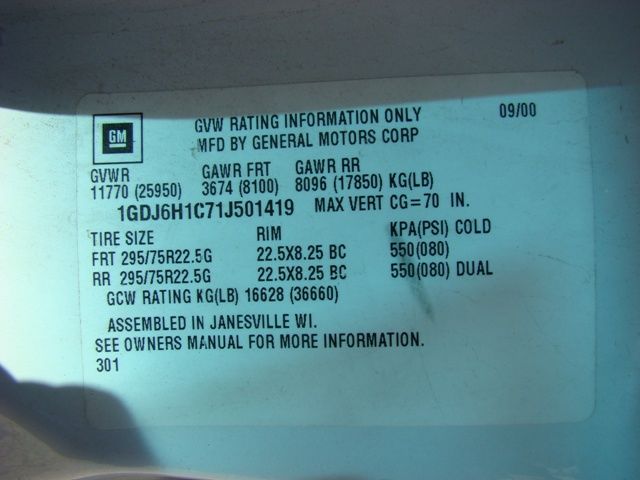 GM
GVW RATING INFORMATION ONLY 09/00
MFD BY GENERAL MOTORS CORP
GVWR GAWR FRT GAWR RR
11770 (25950) 3674 (8100) 8096 (17850) KG(LB)
1GDJ6H1C71J501419 MAX VERT CG=70 IN.
TIRE SIZE RIM KPA(PSI) COLD
FRT 295/75R22.5G 22.5X8.25 BC 550(080)
RR 295/75R22.5G 22.5X8.25 BC 550(080) DUAL
GCW RATING KG(LB) 16628 (36660)
ASSEMBLED IN JANESVILLE WI.
SEE OWNERS MANUAL FOR MORE INFORMATION.
301